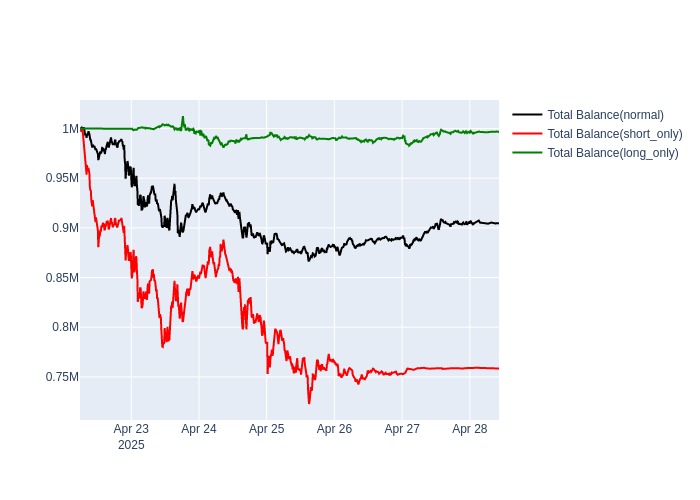 Total Balance(normal)
Total Balance(short_only)
Total Balance(long_only)
1M
0.95M
0.9M
0.85M
0.8M
0.75M
Apr 23
2025
Apr 24
Apr 25
Apr 26
Apr 27
Apr 28